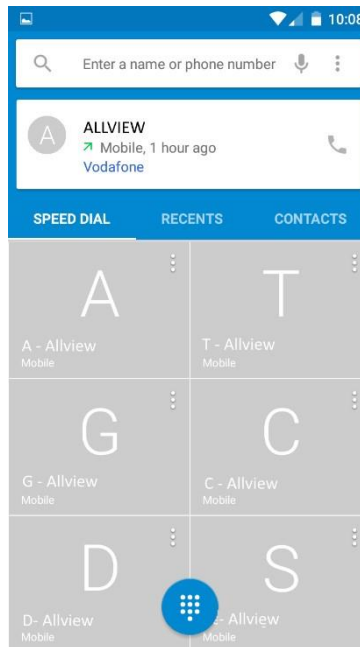 10:08
Enter a name or phone number
A
ALLVIEW
Mobile, 1 hour ago
Vodafone
SPEED DIAL
RECENTS
CONTACTS
A
A - Allview
Mobile
T
T - Allview
Mobile
G
G - Allview
Mobile
C
C - Allview
Mobile
D
D- Allview
Mobile
S
- Allview
Mobile